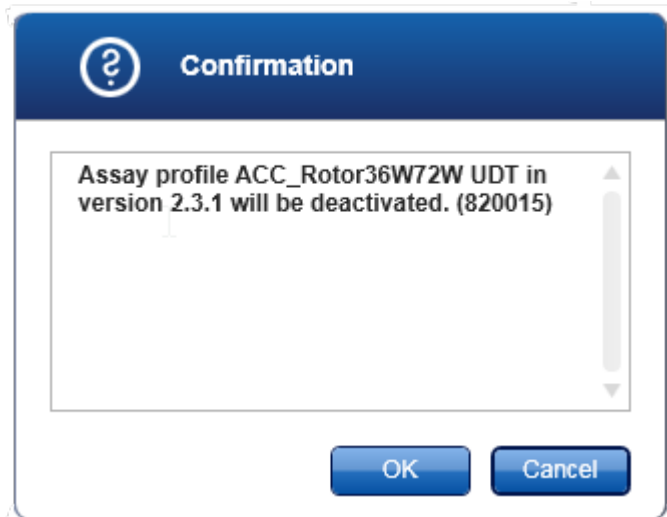 Confirmation
Assay profile ACC_Rotor36W72W UDT in
version 2.3.1 will be deactivated. (820015)
OK
Cancel